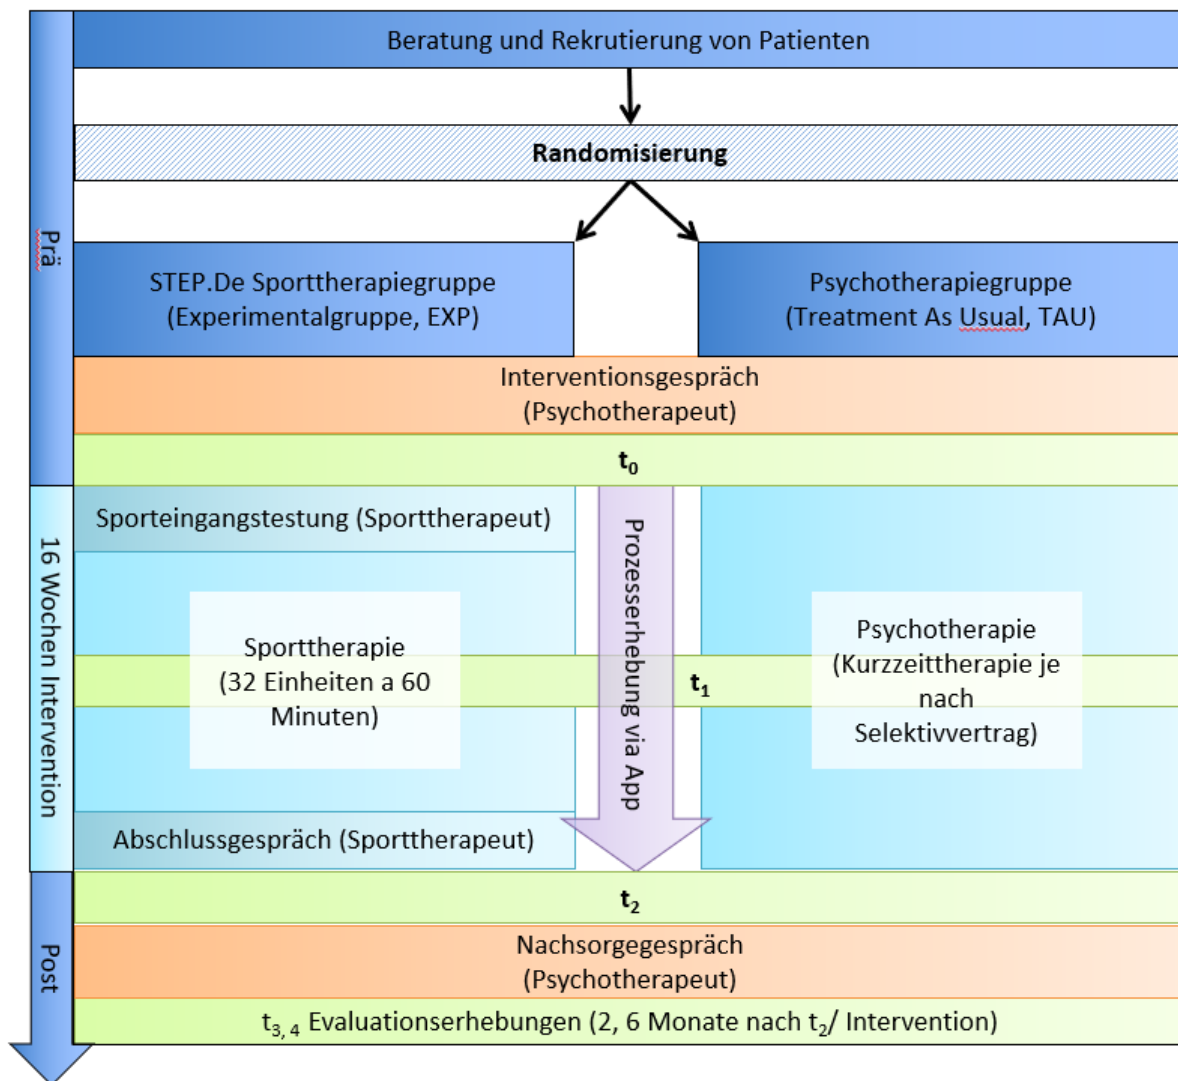 Beratung und Rekrutierung von Patienten
Randomisierung
Prä
STEP.De Sporttherapiegruppe
(Experimentalgruppe, EXP)
Psychotherapiegruppe
(Treatment As Usual, TAU)
Interventionsgespräch
(Psychotherapeut)
t0
16 Wochen Intervention
Sporteingangstestung (Sporttherapeut)
Sporttherapie
(32 Einheiten a 60
Minuten)
Prozesserhebung via App
t1
Psychotherapie
(Kurzzeittherapie je
nach
Selektivvertrag)
Abschlussgespräch (Sporttherapeut)
Post
t2
Nachsorgegespräch
(Psychotherapeut)
t3, 4 Evaluationserhebungen (2, 6 Monate nach t2/ Intervention)